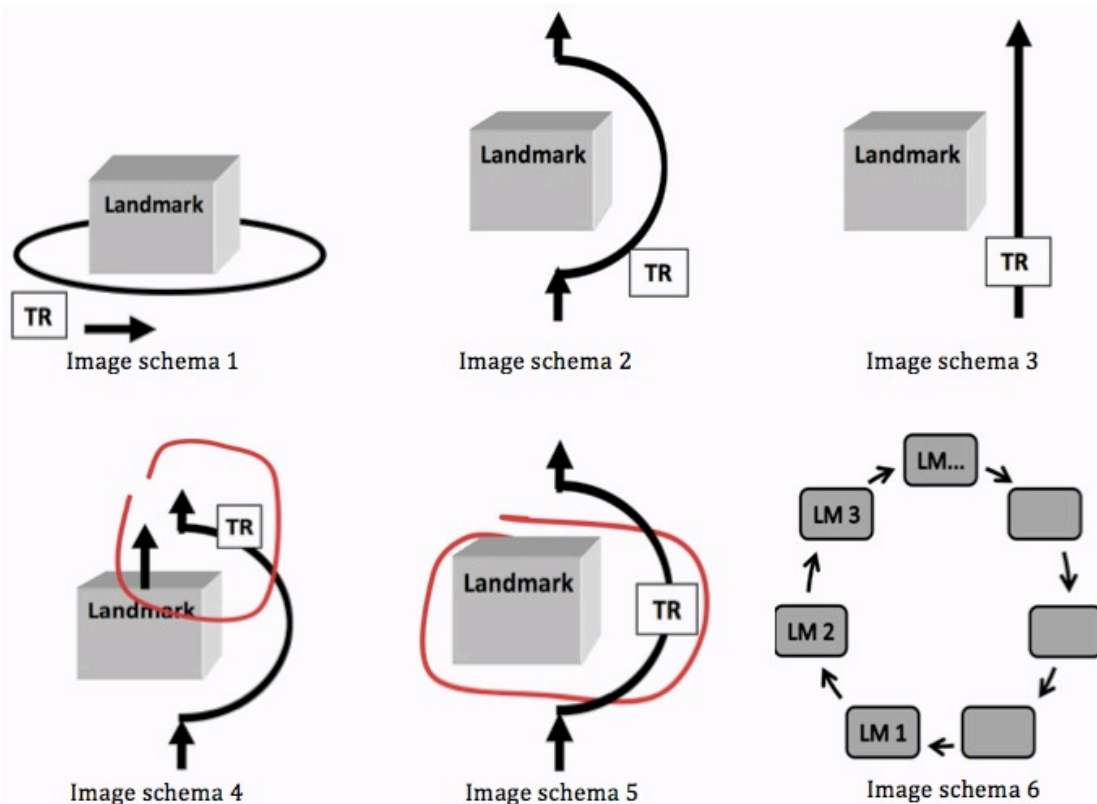 Landmark
TR
Image schema 1
Landmark
TR
Image schema 2
Landmark
TR
Image schema 3
TR
Landmark
Image schema 4
Landmark
TR
Image schema 5
LM...
LM 3
LM 2
LM 1
Image schema 6